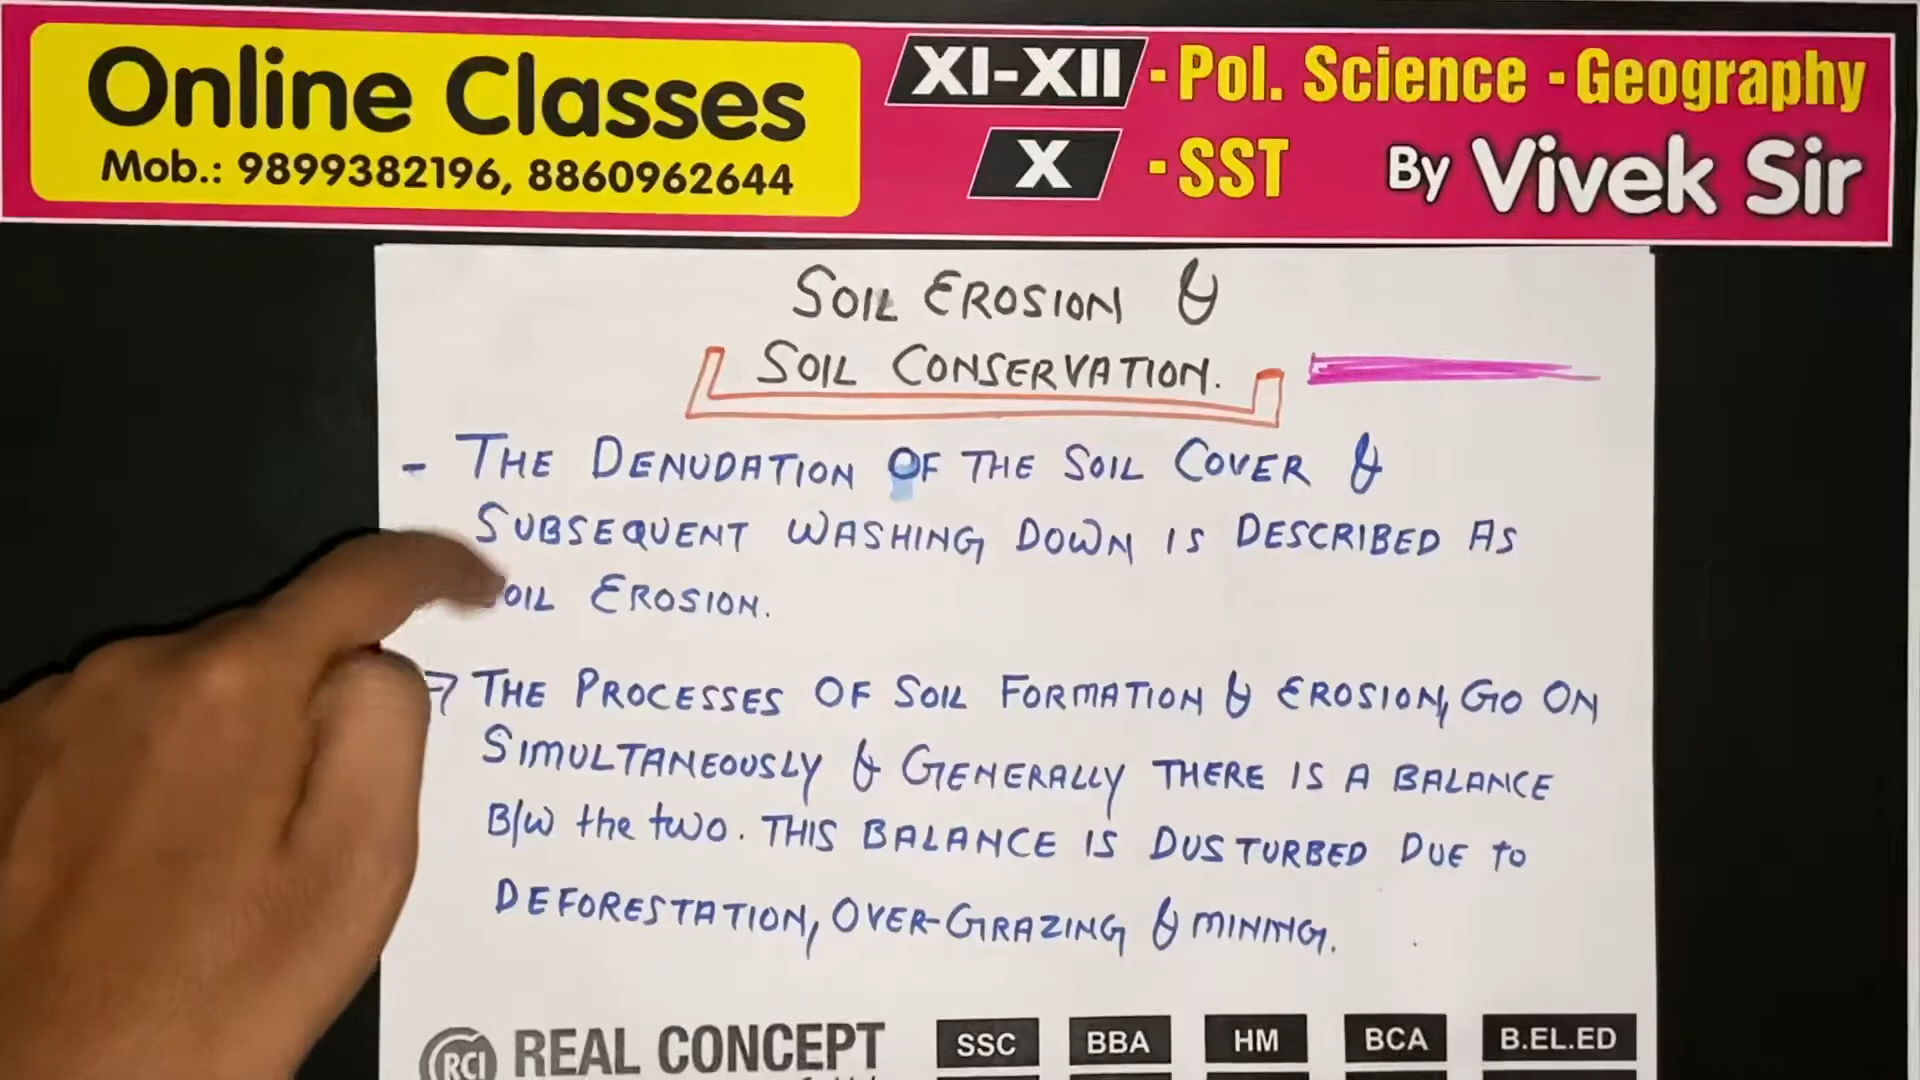 Online Classes
Mob.: 9899382196, 8860962644
XI-XII - Pol. Science - Geography
X - SST By Vivek Sir
SOIL EROSION &
SOIL CONSERVATION.
- THE DENUDATION OF THE SOIL COVER &
SUBSEQUENT WASHING DOWN IS DESCRIBED AS
OIL EROSION.
THE PROCESSES OF SOIL FORMATION & EROSION, GO ON
SIMULTANEOUSLY & GENERALLY THERE IS A BALANCE
B/W the two. THIS BALANCE IS DUSTURBED DUE to
DEFORESTATION, OVER-GRAZING & MINING.
RCI REAL CONCEPT
SSC BBA HM BCA B.EL.ED